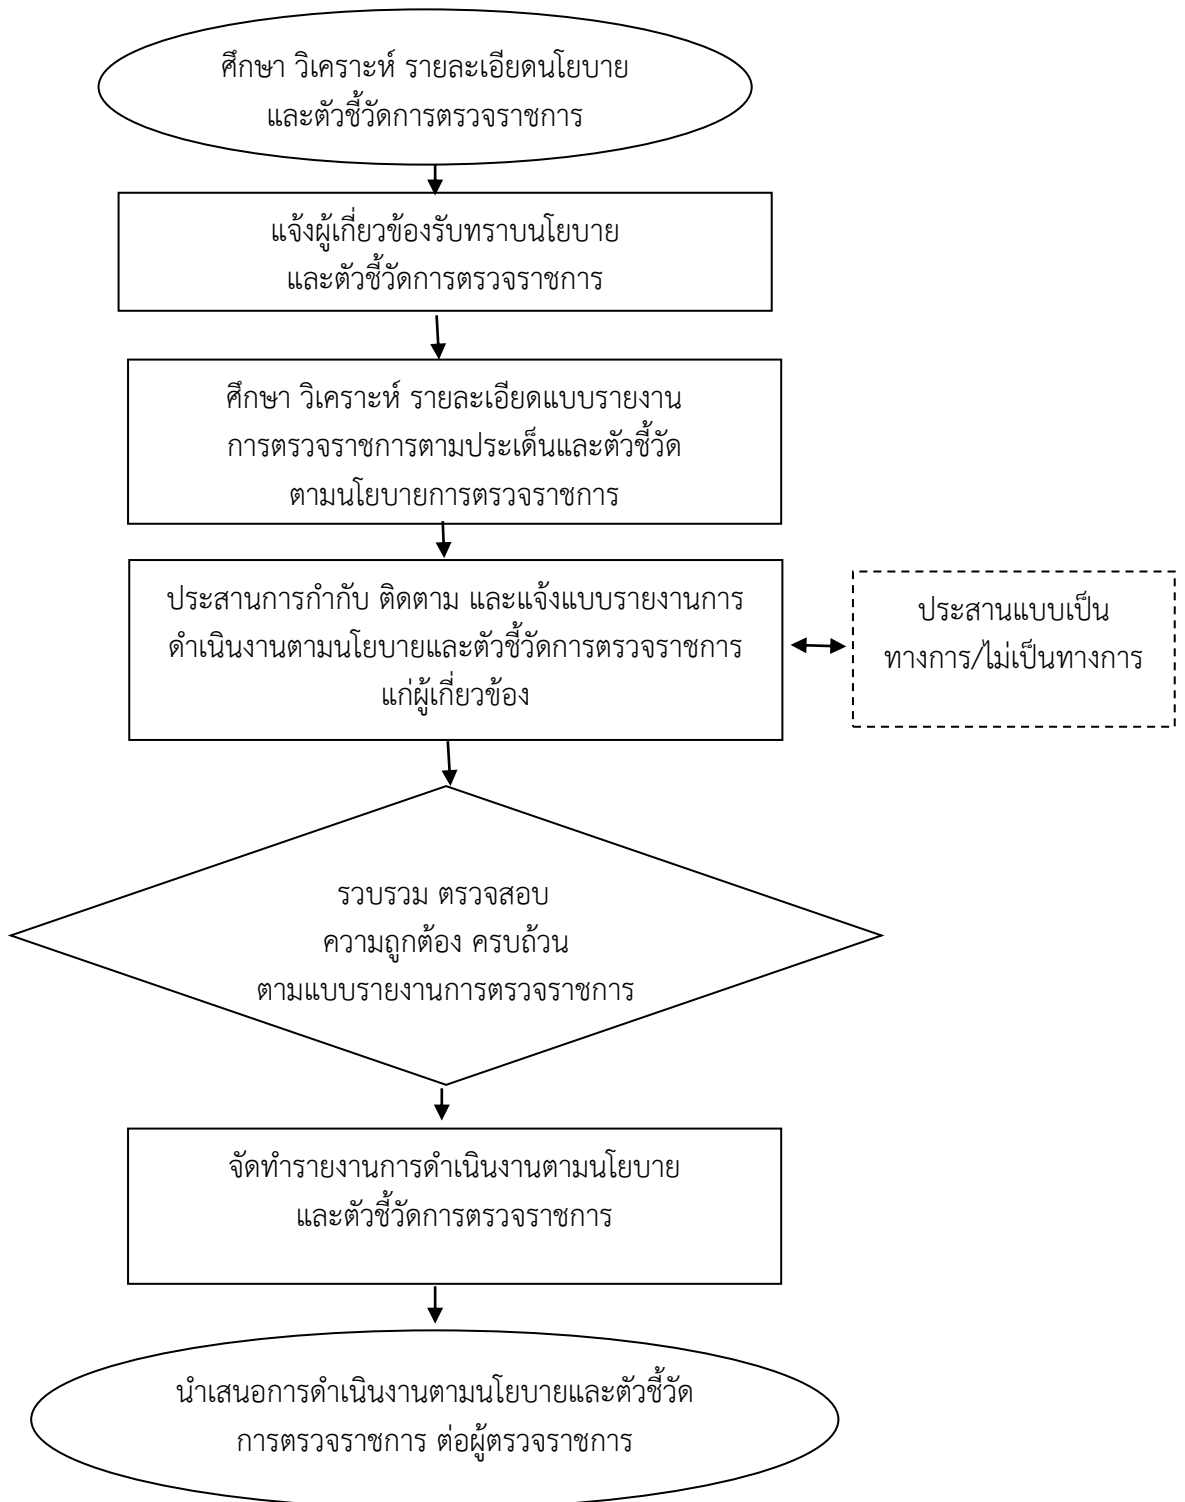 ศึกษา วิเคราะห์ รายละเอียดนโยบาย
และตัวชี้วัดการตรวจราชการ
แจ้งผู้เกี่ยวข้องรับทราบนโยบาย
และตัวชี้วัดการตรวจราชการ
ศึกษา วิเคราะห์ รายละเอียดแบบรายงาน
การตรวจราชการตามประเด็นและตัวชี้วัด
ตามนโยบายการตรวจราชการ
ประสานการกำกับ ติดตาม และแจ้งแบบรายงานการ
ดำเนินงานตามนโยบายและตัวชี้วัดการตรวจราชการ
แก่ผู้เกี่ยวข้อง
ประสานแบบเป็น
ทางการ/ไม่เป็นทางการ
รวบรวม ตรวจสอบ
ความถูกต้อง ครบถ้วน
ตามแบบรายงานการตรวจราชการ
จัดทำรายงานการดำเนินงานตามนโยบาย
และตัวชี้วัดการตรวจราชการ
นำเสนอการดำเนินงานตามนโยบายและตัวชี้วัด
การตรวจราชการ ต่อผู้ตรวจราชการ